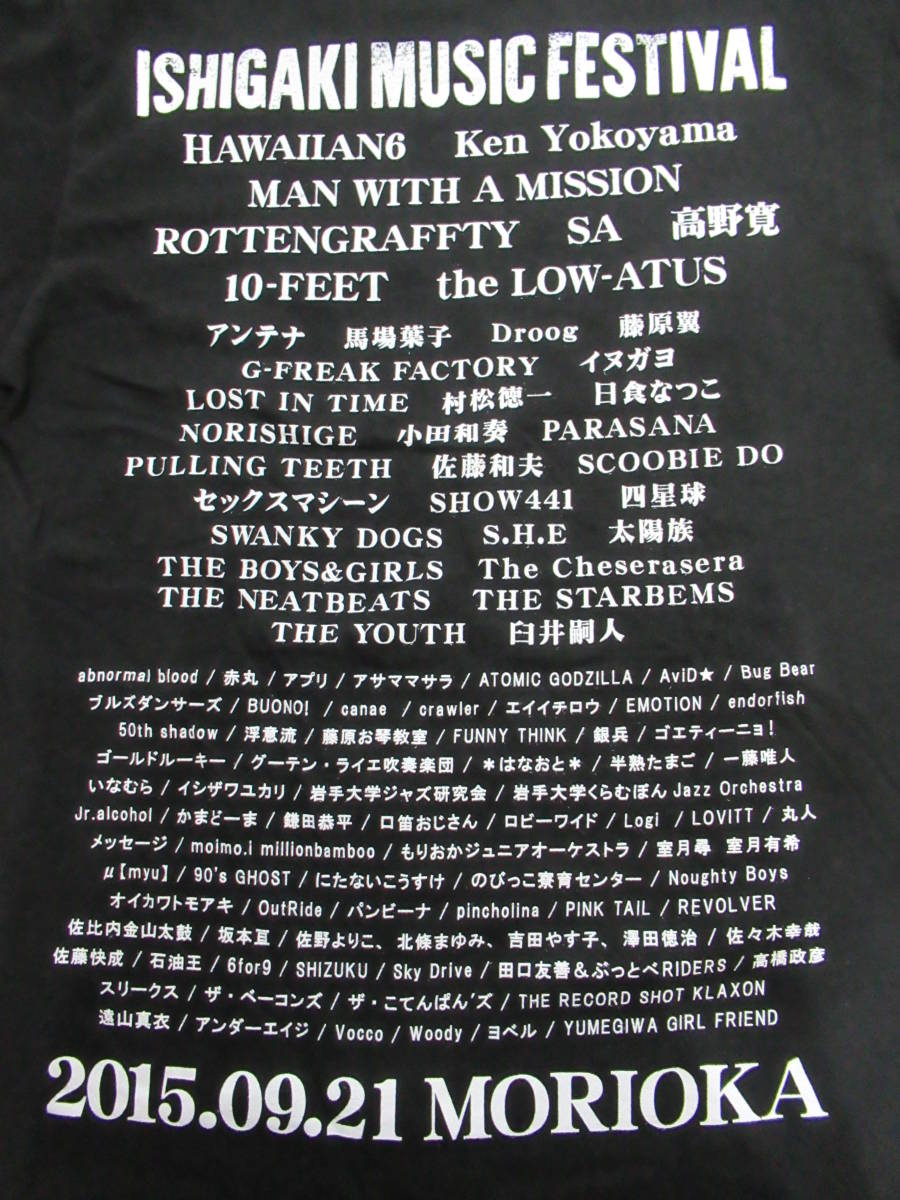 ISHIGAKI MUSIC FESTIVAL
HAWAIIAN6 Ken Yokoyama
MAN WITH A MISSION
ROTTENGRAFFTY SA 高野寛
10-FEET the LOW-ATUS
アンテナ 馬場葉子 Droog 藤原翼
G-FREAK FACTORY イヌガヨ
LOST IN TIME 村松徳一 日食なつこ
NORISHIGE 小田和奏 PARASANA
PULLING TEETH 佐藤和夫 SCOOBIE DO
セックスマシーン SHOW441 四星球
SWANKY DOGS S.H.E 太陽族
THE BOYS&GIRLS The Cheserasera
THE NEATBEATS THE STARBEMS
THE YOUTH 臼井嗣人
abnormal blood / 赤丸 / アプリ / アサママサラ / ATOMIC GODZILLA / AviD★ / Bug Bear
ブルズダンサーズ / BUONO! / canae / crawler / エイイチロウ / EMOTION / endorfish
50th shadow / 浮意流 / 藤原お琴教室 / FUNNY THINK / 銀兵 / ゴエティーニョ!
ゴールドルーキー / グーテン・ライエ吹奏楽団 / *はなおと* / 半熟たまご / 一藤唯人
いなむら / イシザワユカリ / 岩手大学ジャズ研究会 / 岩手大学くらむぼん Jazz Orchestra
Jr.alcohol / かまどーま / 鎌田恭平 / 口笛おじさん / ロビーワイド / Logi / LOVITT / 丸人
メッセージ / moimo.i millionbamboo / もりおかジュニアオーケストラ / 室月尋 室月有希
μ【myu】 / 90's GHOST / にたないこうすけ / のびっこ寮育センター / Noughty Boys
オイカワトモアキ / OutRide / パンビーナ / pincholina / PINK TAIL / REVOLVER
佐比内金山太鼓 / 坂本亘 / 佐野よりこ、北條まゆみ、吉田やす子、澤田徳治 / 佐々木幸哉
佐藤快成 / 石油王 / 6for9 / SHIZUKU / Sky Drive / 田口友善&ぶっとべRIDERS / 高橋政彦
スリークス / ザ・ベーコンズ / ザ・こてんぱん'ズ / THE RECORD SHOT KLAXON
遠山真衣 / アンダーエイジ / Vocco / Woody / ヨベル / YUMEGIWA GIRL FRIEND
2015.09.21 MORIOKA